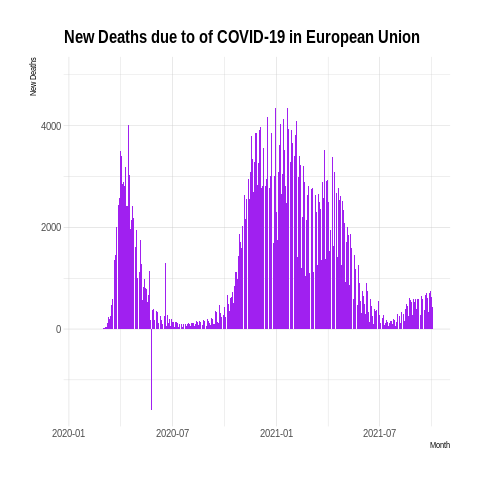 New Deaths due to of COVID-19 in European Union
New Deaths
4000
2000
0
2020-01 2020-07 2021-01 2021-07
Month